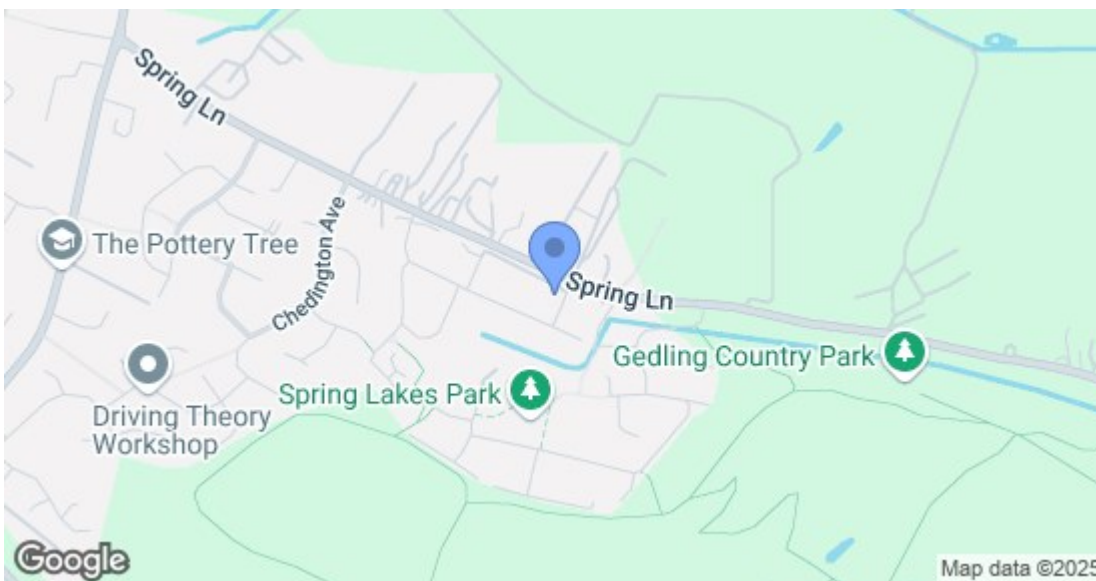 Spring Ln
The Pottery Tree
Chedington Ave
Spring Ln
Gedling Country Park
Spring Lakes Park
Driving Theory
Workshop
Google
Map data ©2025